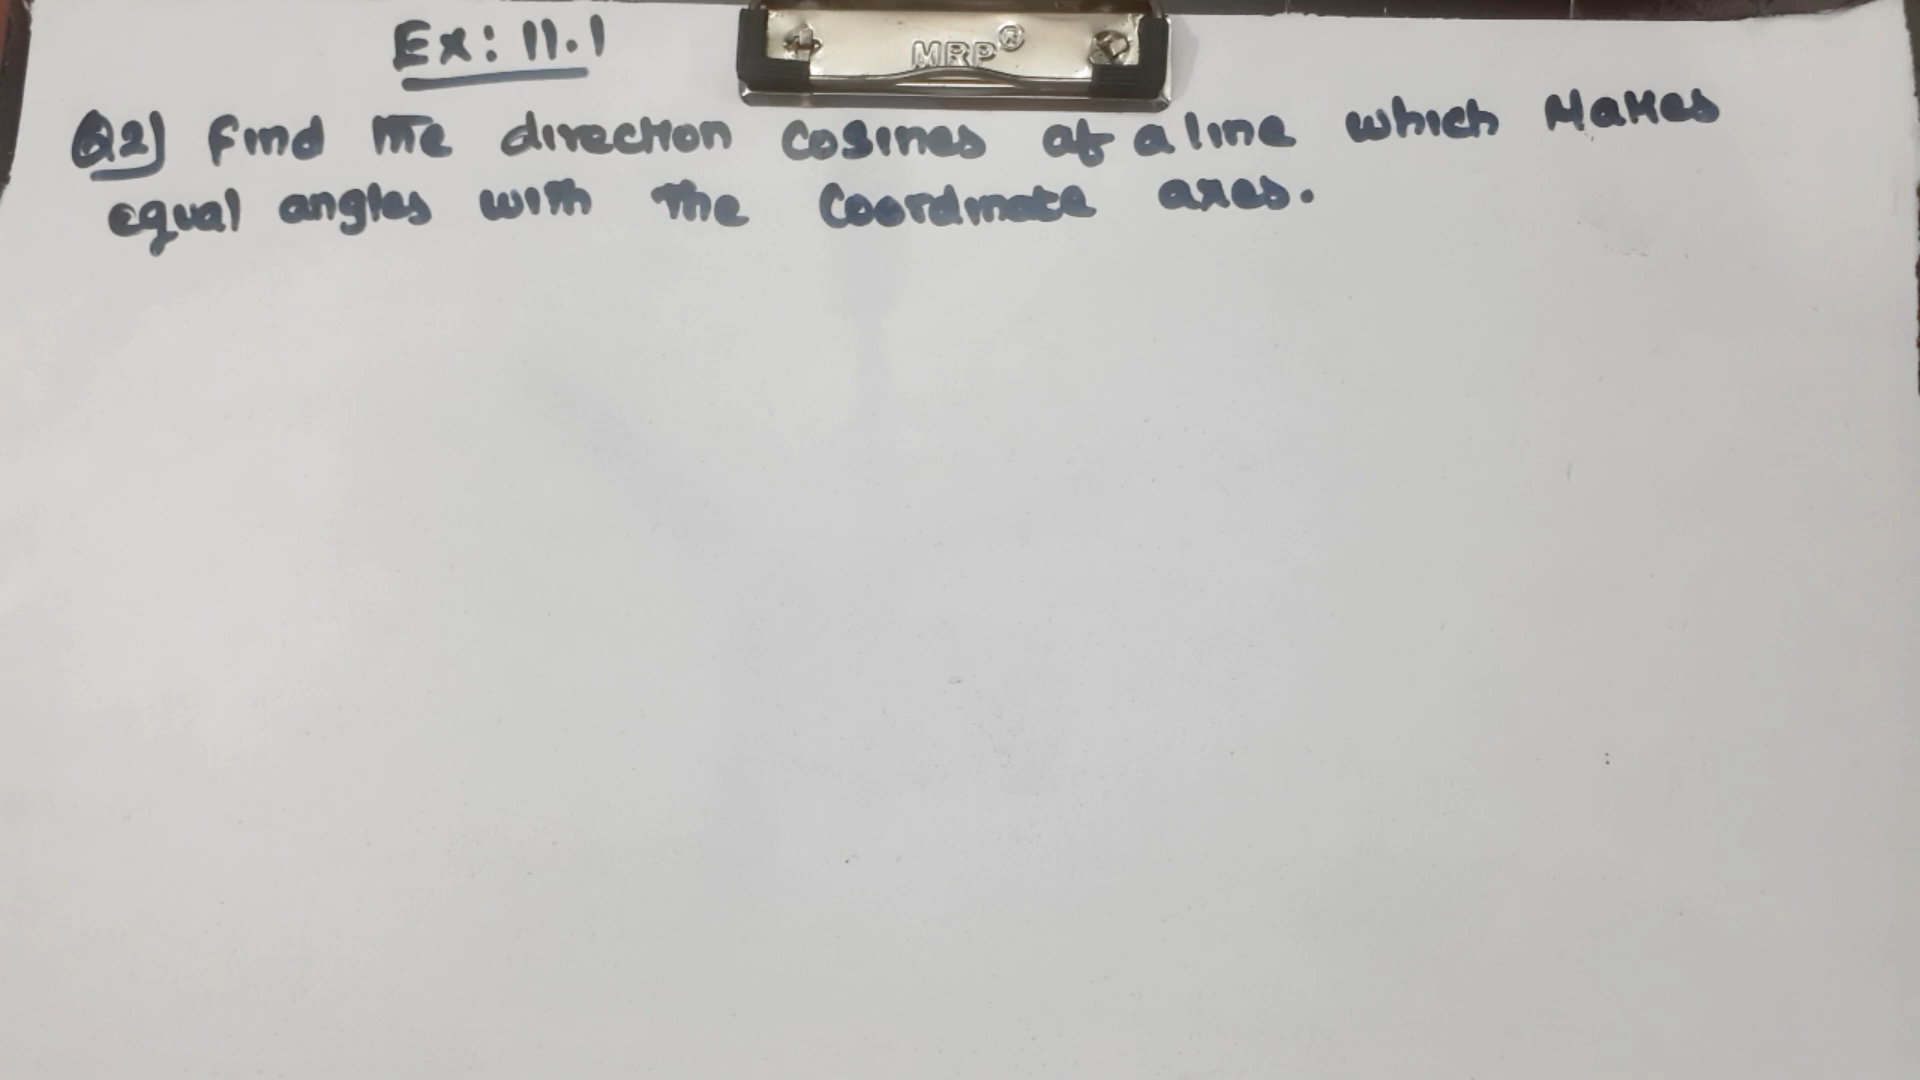 Ex: 11.1
MRP®
Q2) Find the direction cosines of a line which Makes
equal angles with the Coordinate axes.